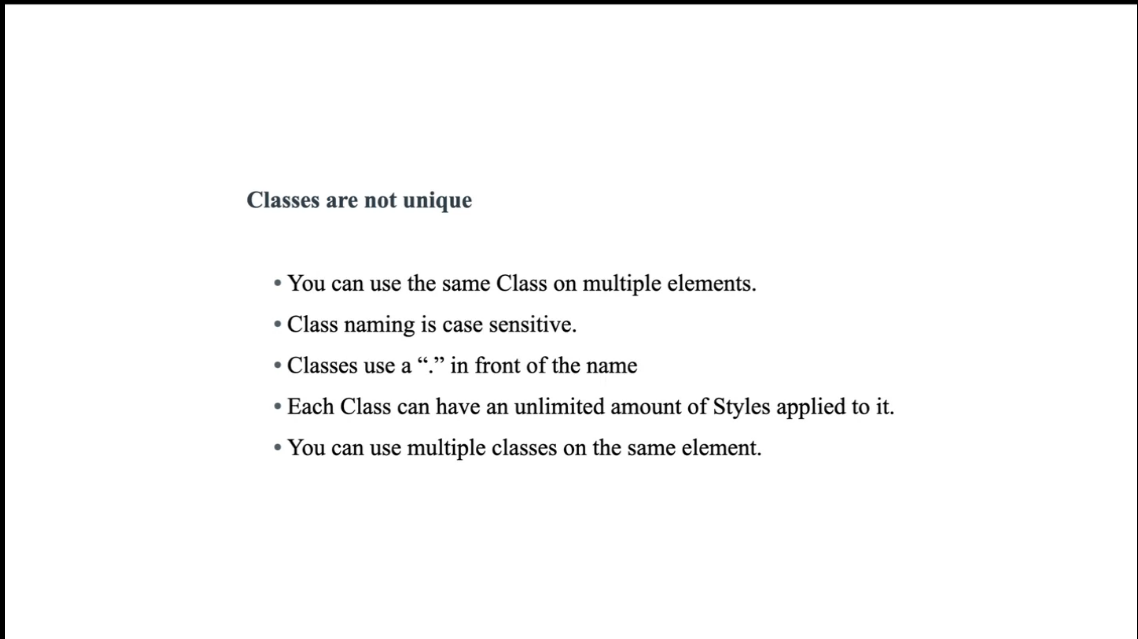 Classes are not unique
• You can use the same Class on multiple elements.
• Class naming is case sensitive.
• Classes use a “.” in front of the name
• Each Class can have an unlimited amount of Styles applied to it.
• You can use multiple classes on the same element.